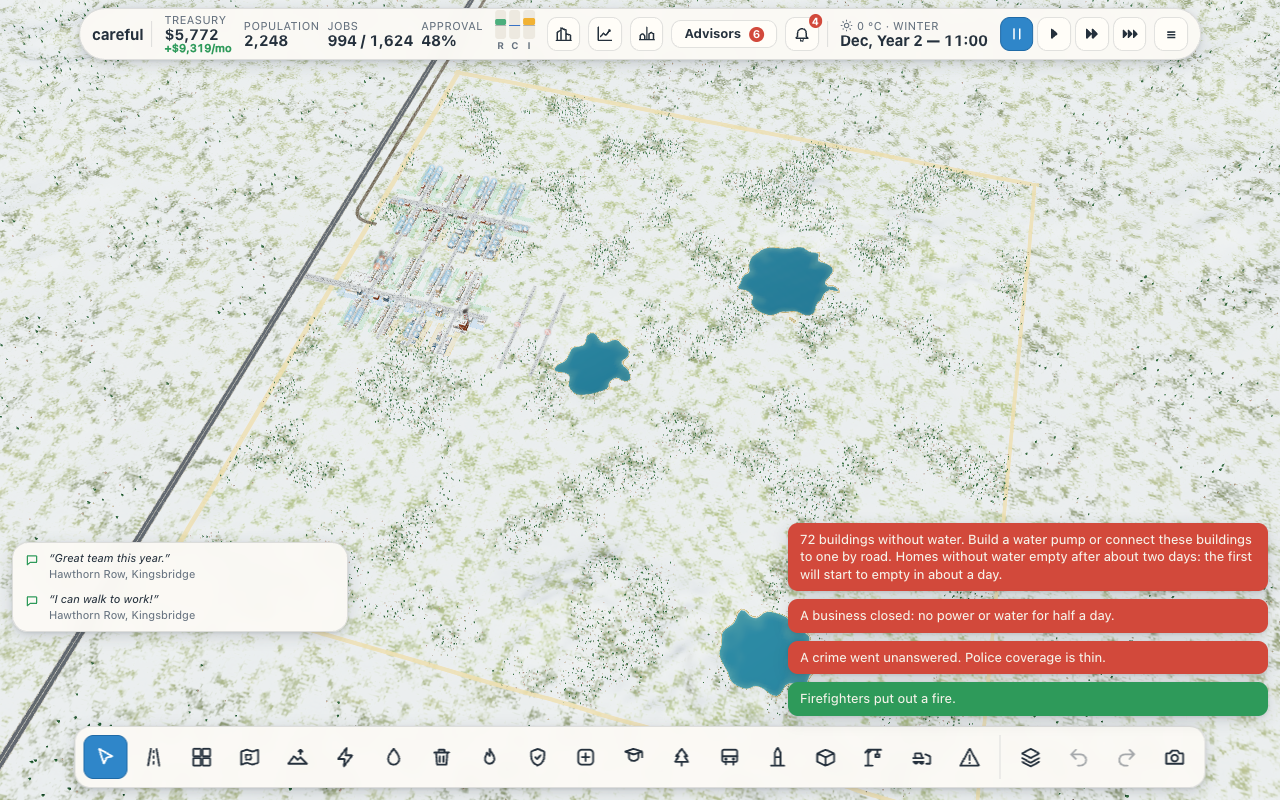 careful
TREASURY
$5,772
+$9,319/mo
POPULATION
2,248
JOBS
994 / 1,624
APPROVAL
48%
R C I
Advisors 6
4
0 °C · WINTER
Dec, Year 2 — 11:00
“Great team this year.”
Hawthorn Row, Kingsbridge
“I can walk to work!”
Hawthorn Row, Kingsbridge
72 buildings without water. Build a water pump or connect these buildings
to one by road. Homes without water empty after about two days: the first
will start to empty in about a day.
A business closed: no power or water for half a day.
A crime went unanswered. Police coverage is thin.
Firefighters put out a fire.